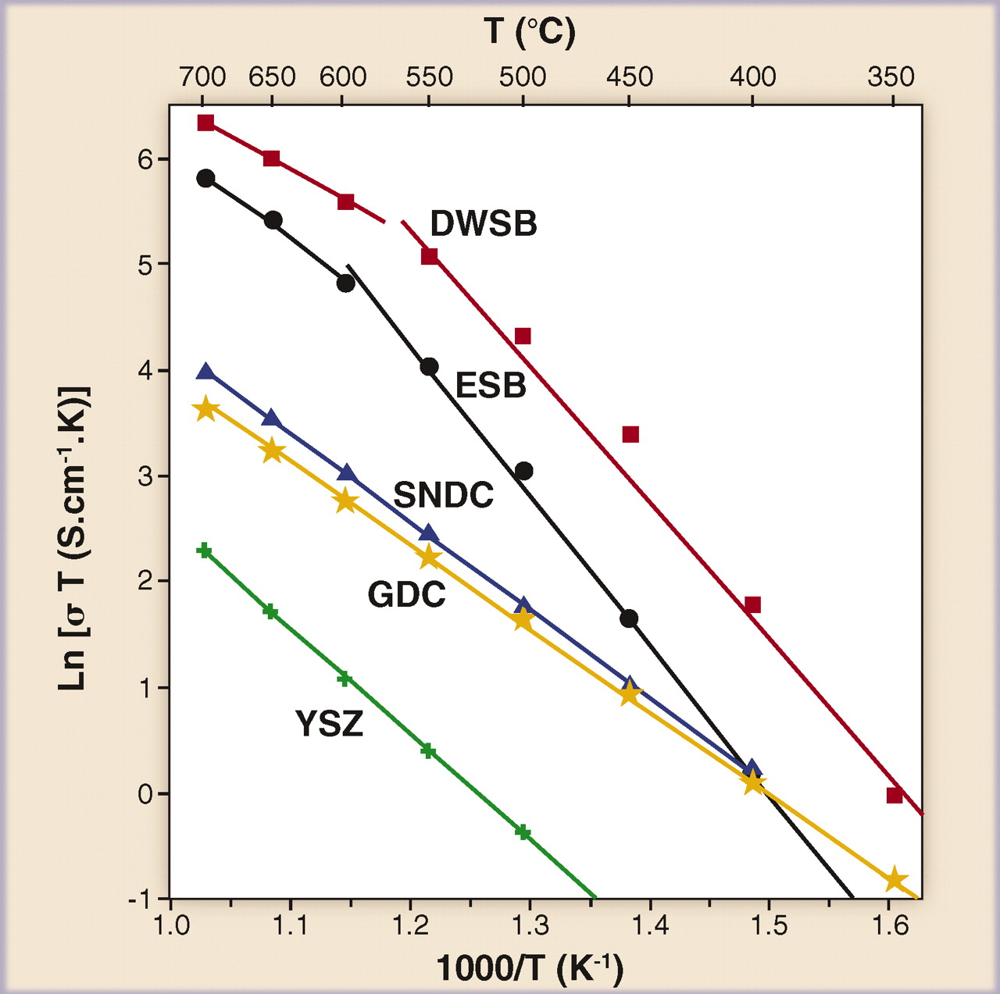 T (°C)
700 650 600 550 500 450 400 350
6
5
4
3
2
1
0
-1
Ln [σ T (S.cm-1.K)]
DWSB
ESB
SNDC
GDC
YSZ
1.0 1.1 1.2 1.3 1.4 1.5 1.6
1000/T (K-1)